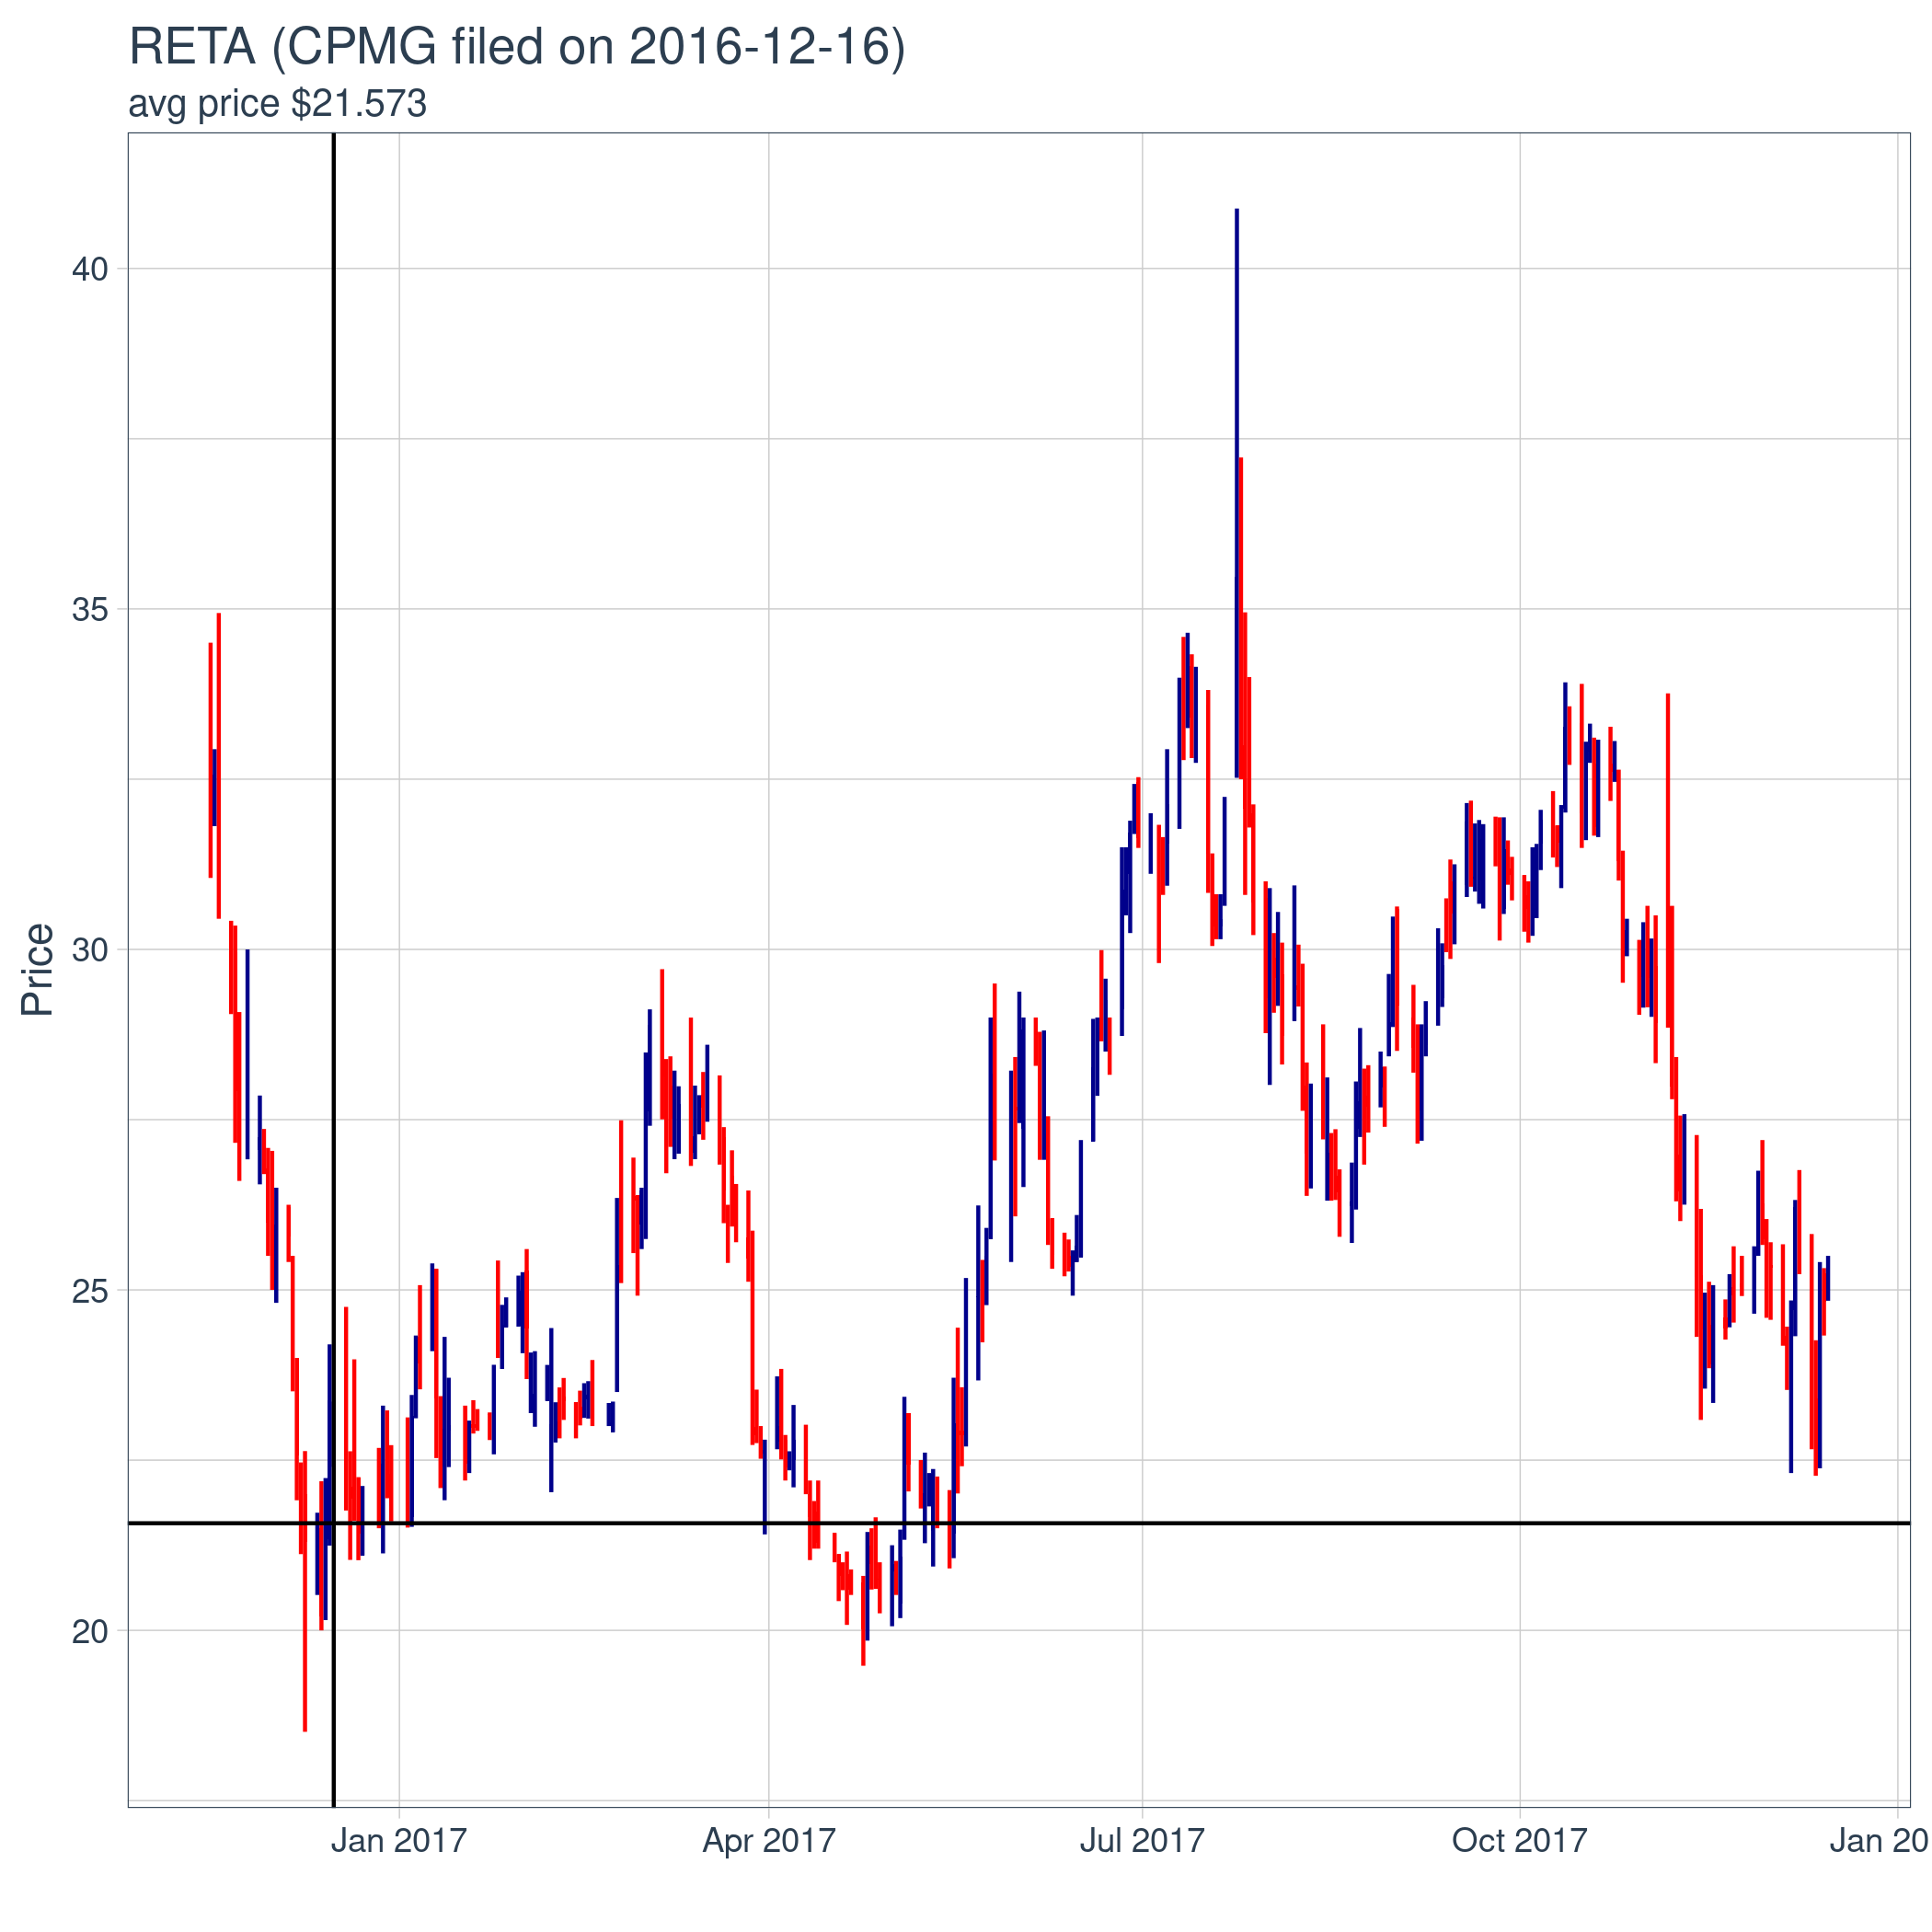 RETA (CPMG filed on 2016-12-16)
avg price $21.573
Price
40
35
30
25
20
Jan 2017
Apr 2017
Jul 2017
Oct 2017
Jan 20